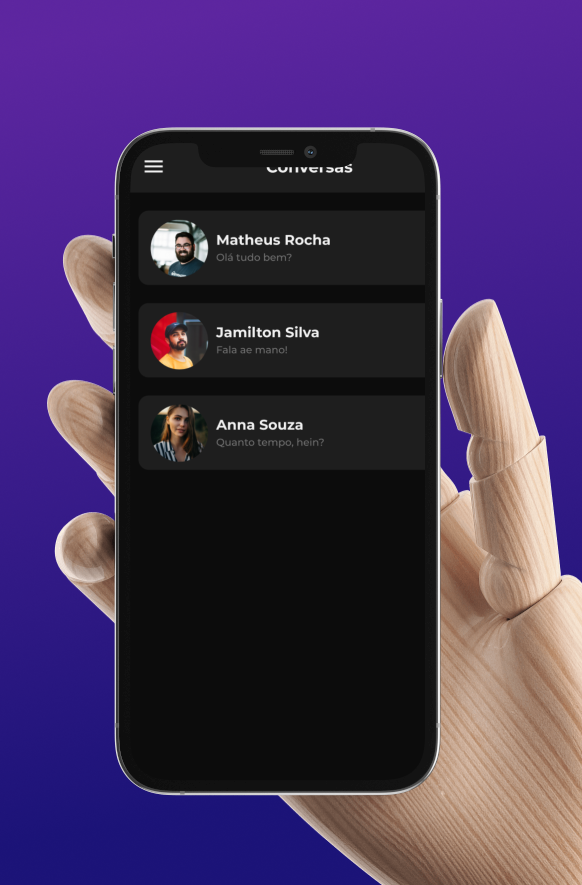 Conversas
Matheus Rocha
Olá tudo bem?
Jamilton Silva
Fala ae mano!
Anna Souza
Quanto tempo, hein?